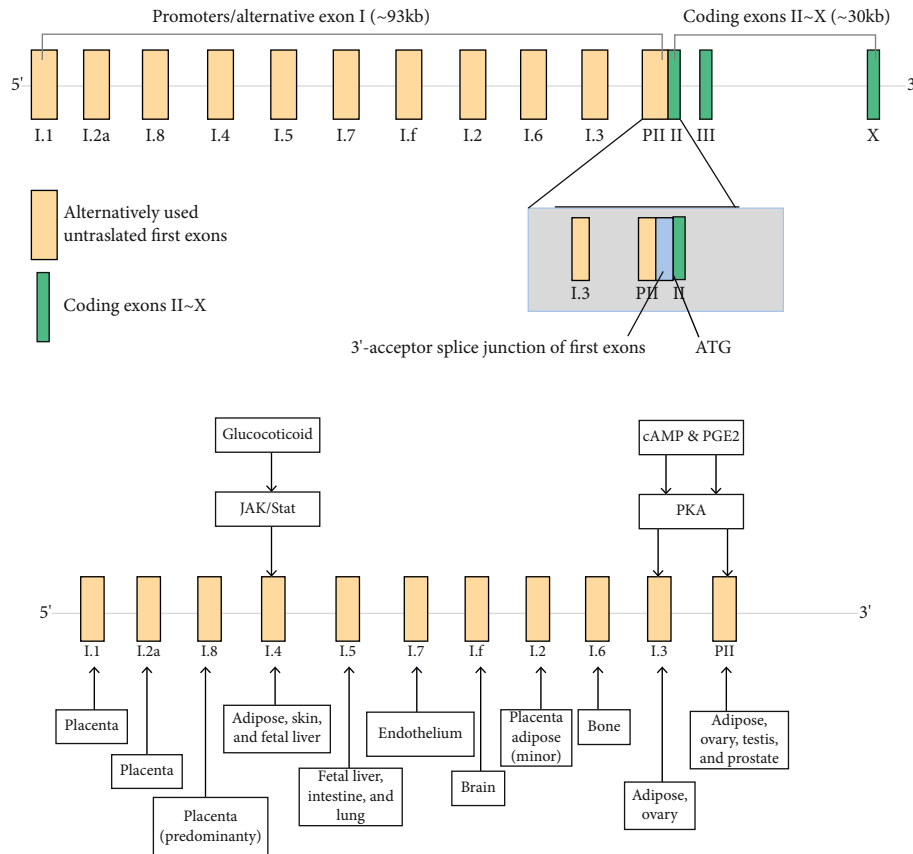 Promoters/alternative exon I (~93kb)
Coding exons II~X (~30kb)
5'
3'
I.1
I.2a
I.8
I.4
I.5
I.7
I.f
I.2
I.6
I.3
PII
II
III
X
Alternatively used
untraslated first exons
Coding exons II~X
I.3
PII
II
3'-acceptor splice junction of first exons
ATG
Glucocoticoid
cAMP & PGE2
JAK/Stat
PKA
5'
3'
I.1
I.2a
I.8
I.4
I.5
I.7
I.f
I.2
I.6
I.3
PII
Placenta
Placenta
Placenta
(predominanty)
Adipose, skin,
and fetal liver
Fetal liver,
intestine, and
lung
Endothelium
Brain
Placenta
adipose
(minor)
Bone
Adipose,
ovary
Adipose,
ovary, testis,
and prostate